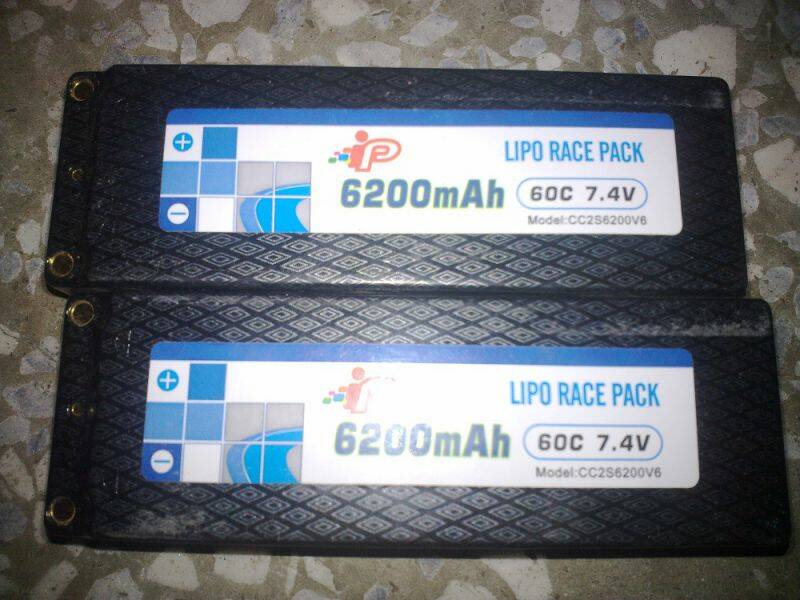 +
iP
LIPO RACE PACK
6200mAh
60C 7.4V
-
Model:CC2S6200V6
+
LIPO RACE PACK
6200mAh
60C 7.4V
-
Model:CC2S6200V6